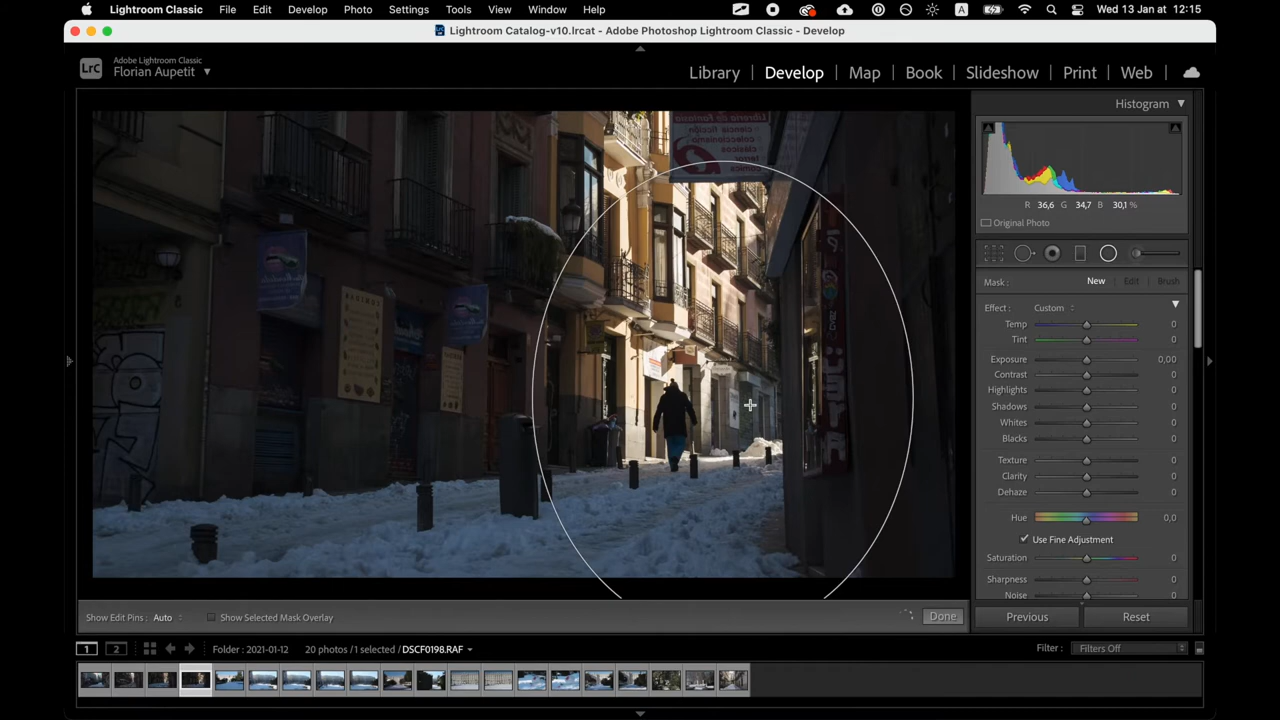 Lightroom Classic File Edit Develop Photo Settings Tools View Window Help A Wed 13 Jan at 12:15
Lightroom Catalog-v10.lrcat - Adobe Photoshop Lightroom Classic - Develop
LrC Adobe Lightroom Classic
Florian Aupetit
Library | Develop | Map | Book | Slideshow | Print | Web
Histogram
R 36,6 G 34,7 B 30,1 %
Original Photo
Mask : New Edit Brush
Effect : Custom
Temp 0
Tint 0
Exposure 0,00
Contrast 0
Highlights 0
Shadows 0
Whites 0
Blacks 0
Texture 0
Clarity 0
Dehaze 0
Hue 0,0
Use Fine Adjustment
Saturation 0
Sharpness 0
Noise 0
Show Edit Pins : Auto Show Selected Mask Overlay Done
Previous Reset
1 2 Folder : 2021-01-12 20 photos / 1 selected / DSCF0198.RAF Filter : Filters Off